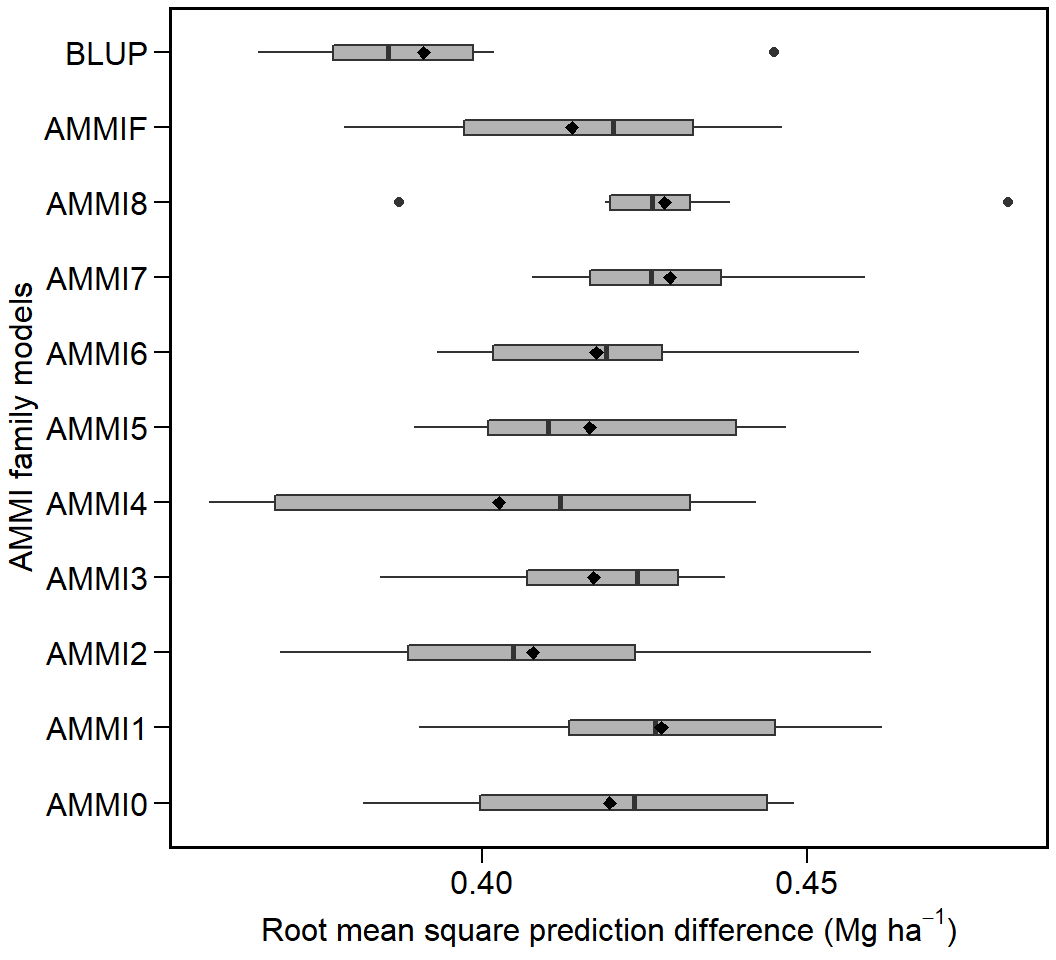 BLUP
AMMIF
AMMI8
AMMI7
AMMI6
AMMI5
AMMI4
AMMI3
AMMI2
AMMI1
AMMI0
AMMI family models
0.40 0.45
Root mean square prediction difference (Mg ha⁻¹)